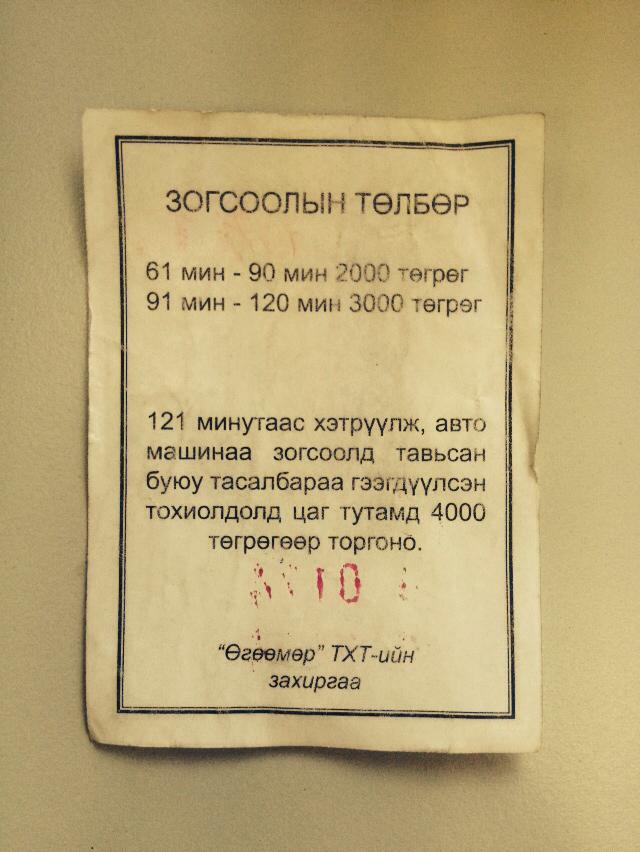 ЗОГСООЛЫН ТӨЛБӨР
61 мин - 90 мин 2000 төгрөг
91 мин - 120 мин 3000 төгрөг
121 минутаас хэтрүүлж, авто
машинаа зогсоолд тавьсан
буюу тасалбараа гээгдүүлсэн
тохиолдолд цаг тутамд 4000
төгрөгөөр торгоно.
“Өгөөмөр” ТХТ-ийн
захиргаа